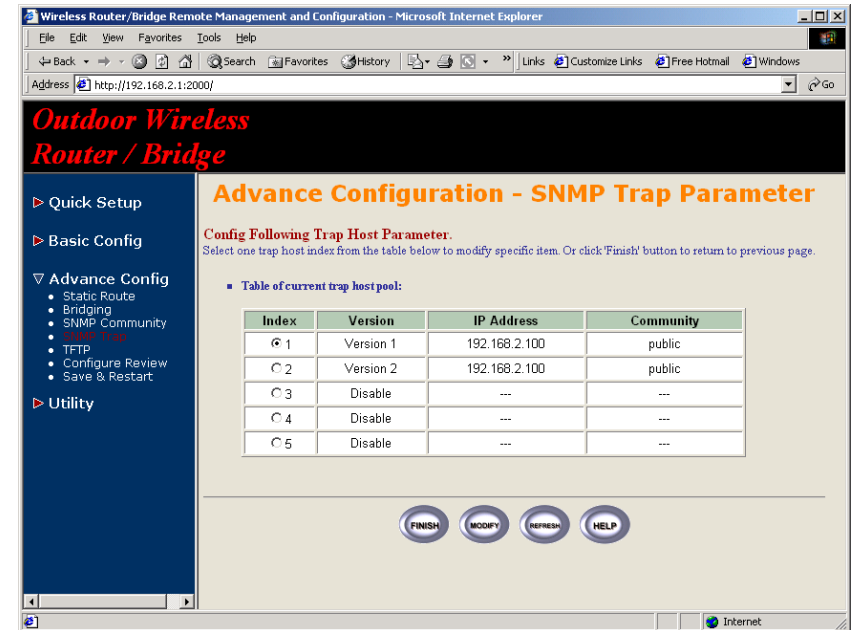 Wireless Router/Bridge Remote Management and Configuration - Microsoft Internet Explorer
File Edit View Favorites Tools Help
Back Search Favorites History » Links Customize Links Free Hotmail Windows
Address http://192.168.2.1:2000/ Go
Outdoor Wireless
Router / Bridge
Quick Setup
Basic Config
Advance Config
Static Route
Bridging
SNMP Community
SNMP Trap
TFTP
Configure Review
Save & Restart
Utility
Advance Configuration - SNMP Trap Parameter
Config Following Trap Host Parameter.
Select one trap host index from the table below to modify specific item. Or click 'Finish' button to return to previous page.
Table of current trap host pool:
Index Version IP Address Community
1 Version 1 192.168.2.100 public
2 Version 2 192.168.2.100 public
3 Disable --- ---
4 Disable --- ---
5 Disable --- ---
FINISH MODIFY REFRESH HELP
Internet